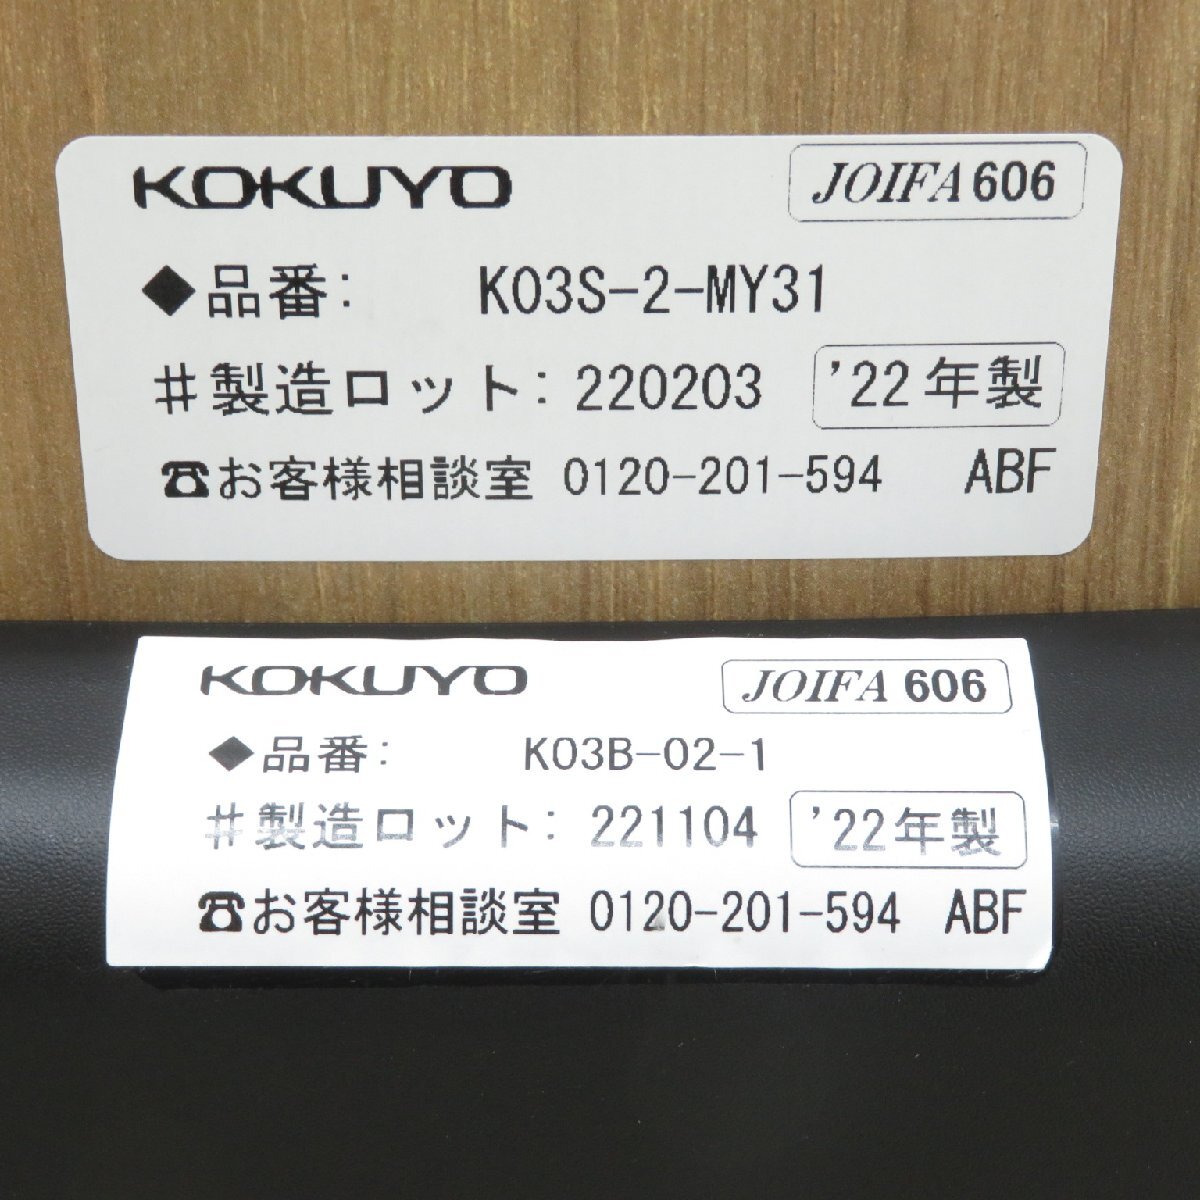 KOKUYO JOIFA 606
◆品番: K03S-2-MY31
#製造ロット: 220203 '22年製
☎お客様相談室 0120-201-594 ABF
KOKUYO JOIFA 606
◆品番: K03B-02-1
#製造ロット: 221104 '22年製
☎お客様相談室 0120-201-594 ABF